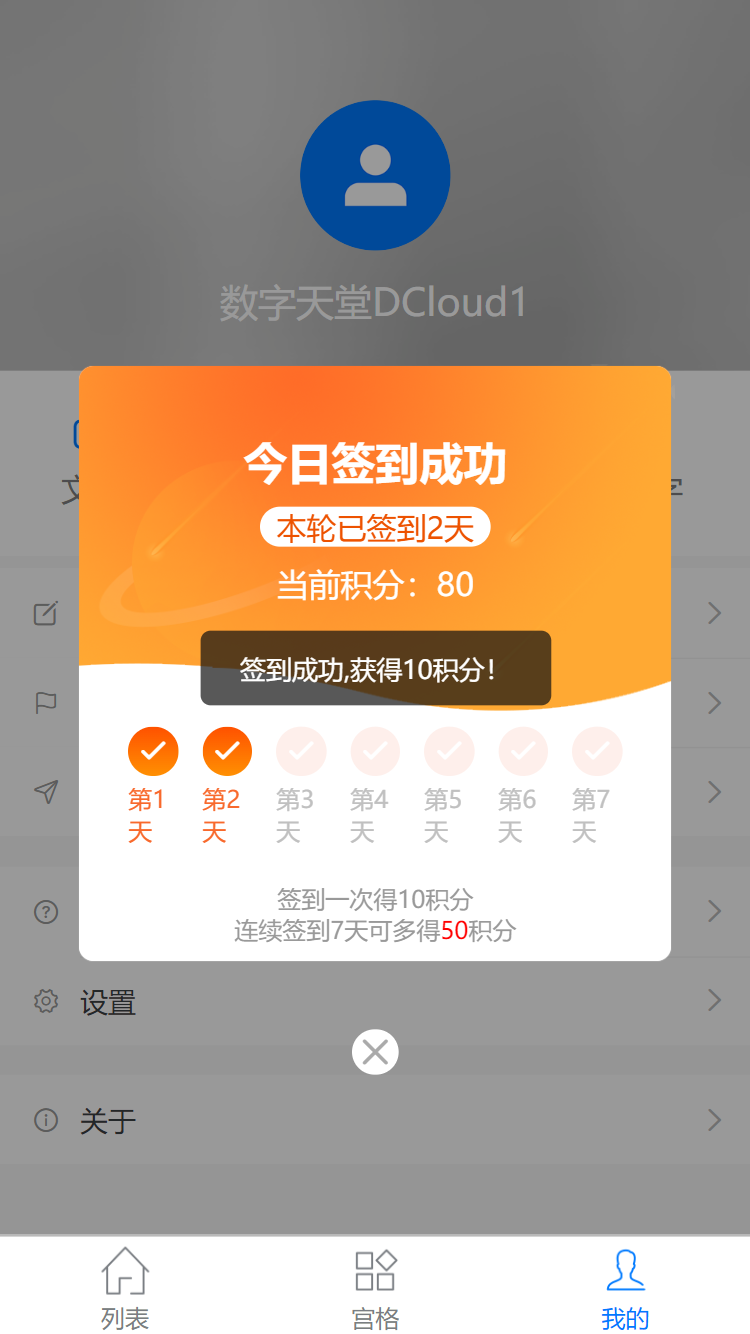 数字天堂DCloud1
今日签到成功
本轮已签到2天
当前积分：80
签到成功,获得10积分！
第1天
第2天
第3天
第4天
第5天
第6天
第7天
签到一次得10积分
连续签到7天可多得50积分
文
字
设置
关于
列表
宫格
我的